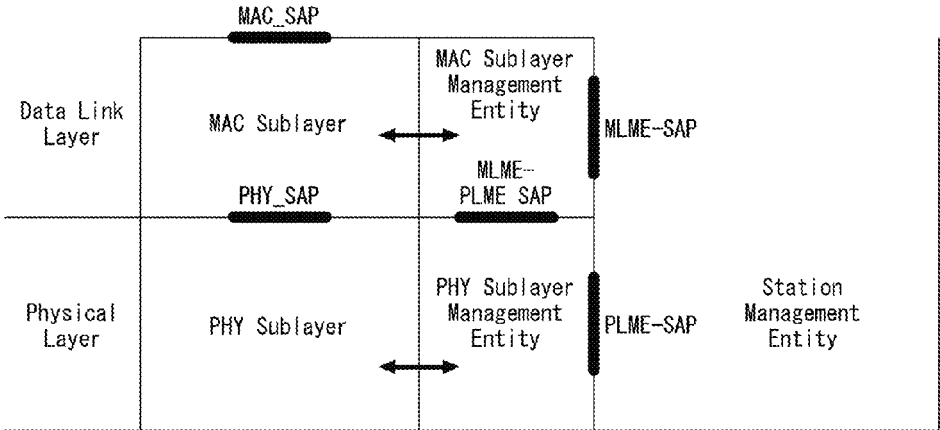 MAC_SAP
Data Link
Layer
MAC Sublayer
MAC Sublayer
Management
Entity
MLME-SAP
PHY_SAP
MLME-
PLME SAP
Physical
Layer
PHY Sublayer
PHY Sublayer
Management
Entity
PLME-SAP
Station
Management
Entity